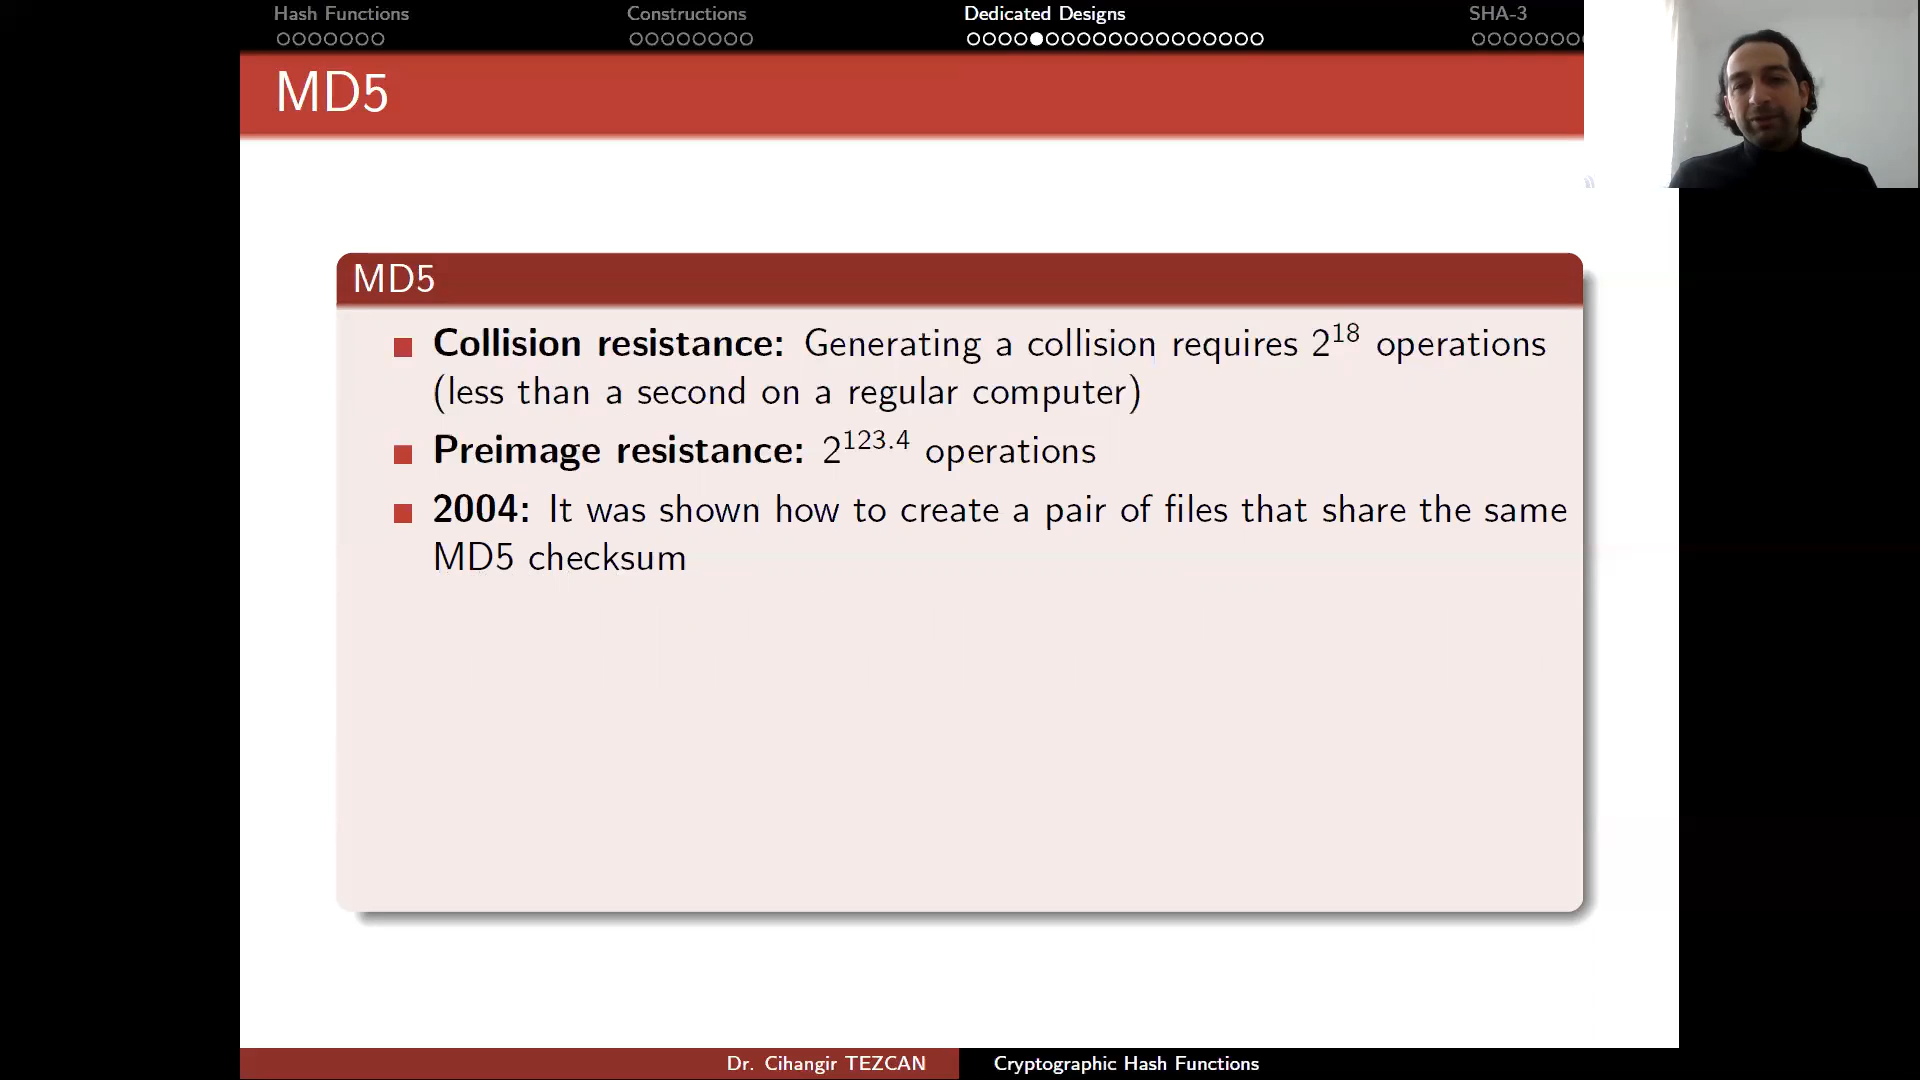 Hash Functions
Constructions
Dedicated Designs
SHA-3
MD5
MD5
Collision resistance: Generating a collision requires 2^18 operations
(less than a second on a regular computer)
Preimage resistance: 2^123.4 operations
2004: It was shown how to create a pair of files that share the same
MD5 checksum
Dr. Cihangir TEZCAN
Cryptographic Hash Functions